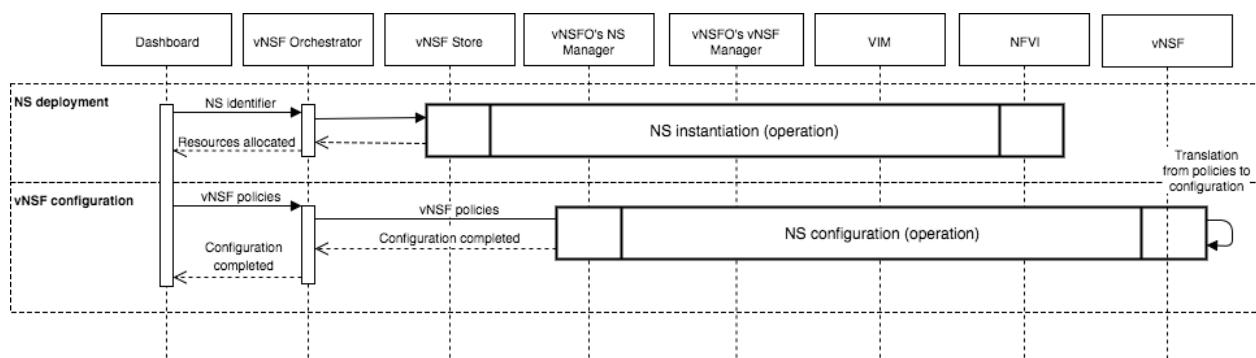 Dashboard
vNSF Orchestrator
vNSF Store
vNSFO's NS
Manager
vNSFO's vNSF
Manager
VIM
NFVI
vNSF
NS deployment
NS identifier
NS instantiation (operation)
Resources allocated
Translation
from policies to
configuration
vNSF configuration
vNSF policies
vNSF policies
NS configuration (operation)
Configuration completed
Configuration
completed